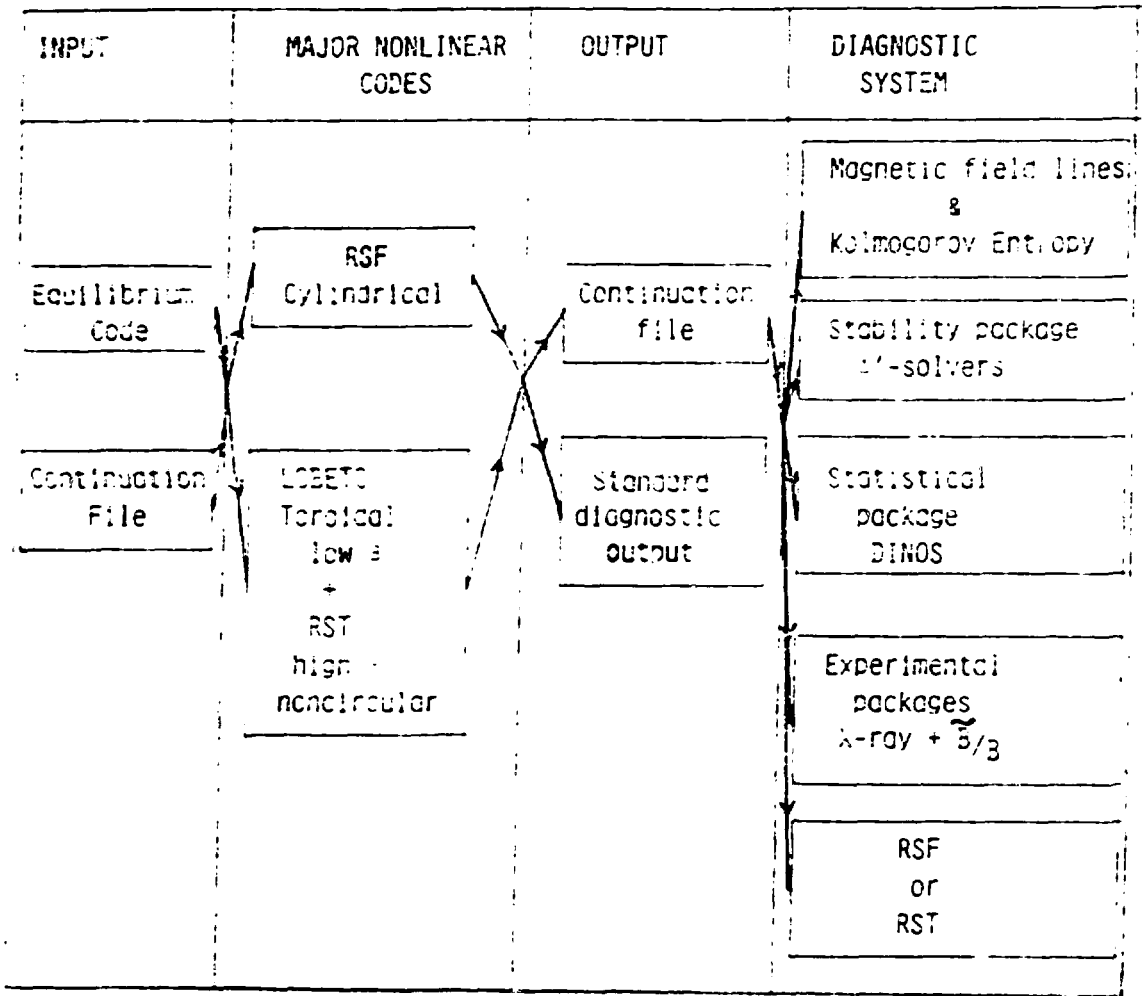 INPUT
MAJOR NONLINEAR
CODES
OUTPUT
DIAGNOSTIC
SYSTEM
Equilibrium
Code
Continuation
File
RSF
Cylindrical
Toroidal
low
+
RST
high
noncircular
Continuation
file
Standard
diagnostic
output
Magnetic field lines
&
Kolmogorov Entropy
Stability package
-solvers
Statistical
package
DINOS
Experimental
packages
X-ray + B̃/B
RSF
or
RST